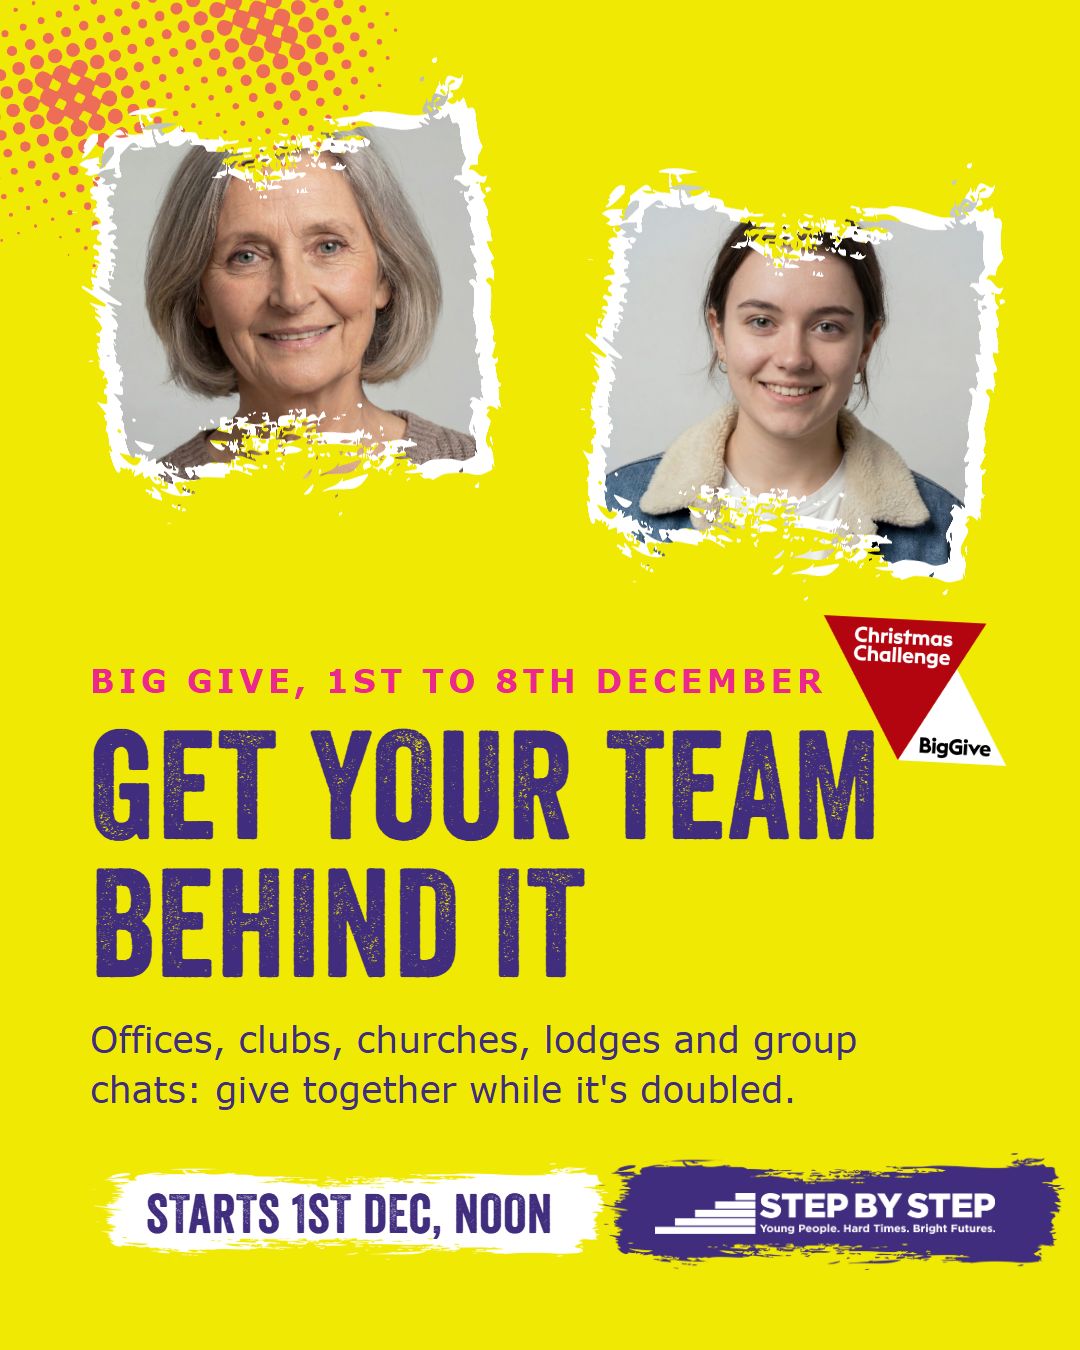 Christmas
Challenge
BigGive
BIG GIVE, 1ST TO 8TH DECEMBER
GET YOUR TEAM
BEHIND IT
Offices, clubs, churches, lodges and group
chats: give together while it's doubled.
STARTS 1ST DEC, NOON
STEP BY STEP
Young People. Hard Times. Bright Futures.